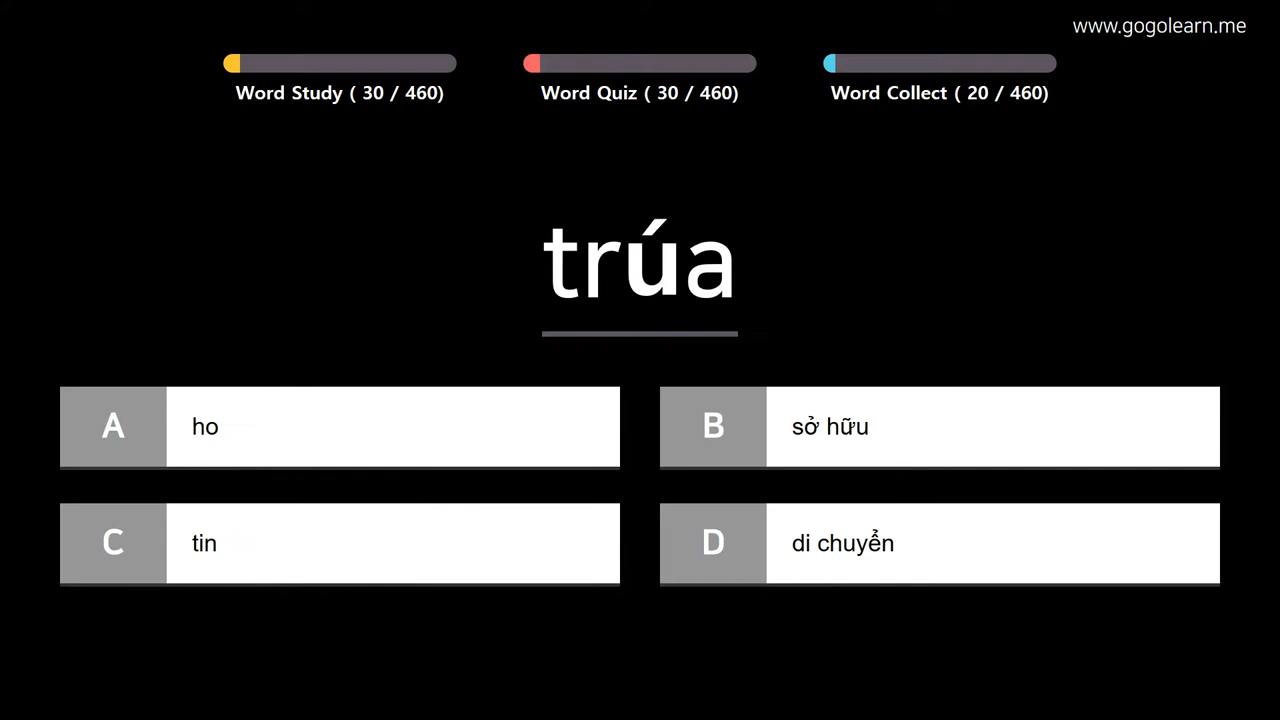 www.gogolearn.me
Word Study ( 30 / 460)
Word Quiz ( 30 / 460)
Word Collect ( 20 / 460)
trúa
A ho
B sở hữu
C tin
D di chuyển